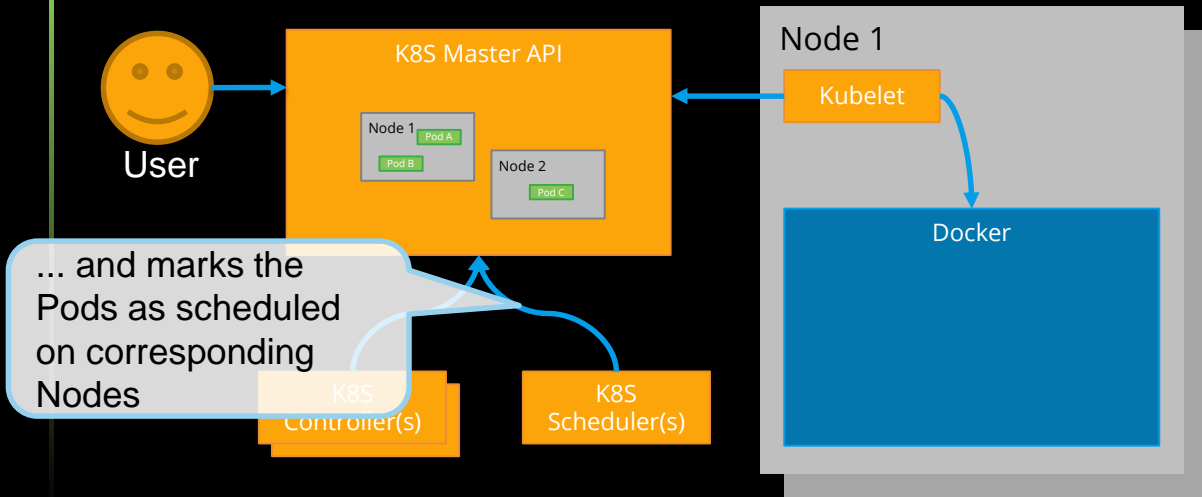 User
K8S Master API
Node 1
Pod A
Pod B
Node 2
Pod C
Node 1
Kubelet
Docker
... and marks the
Pods as scheduled
on corresponding
Nodes
K8S
Controller(s)
K8S
Scheduler(s)